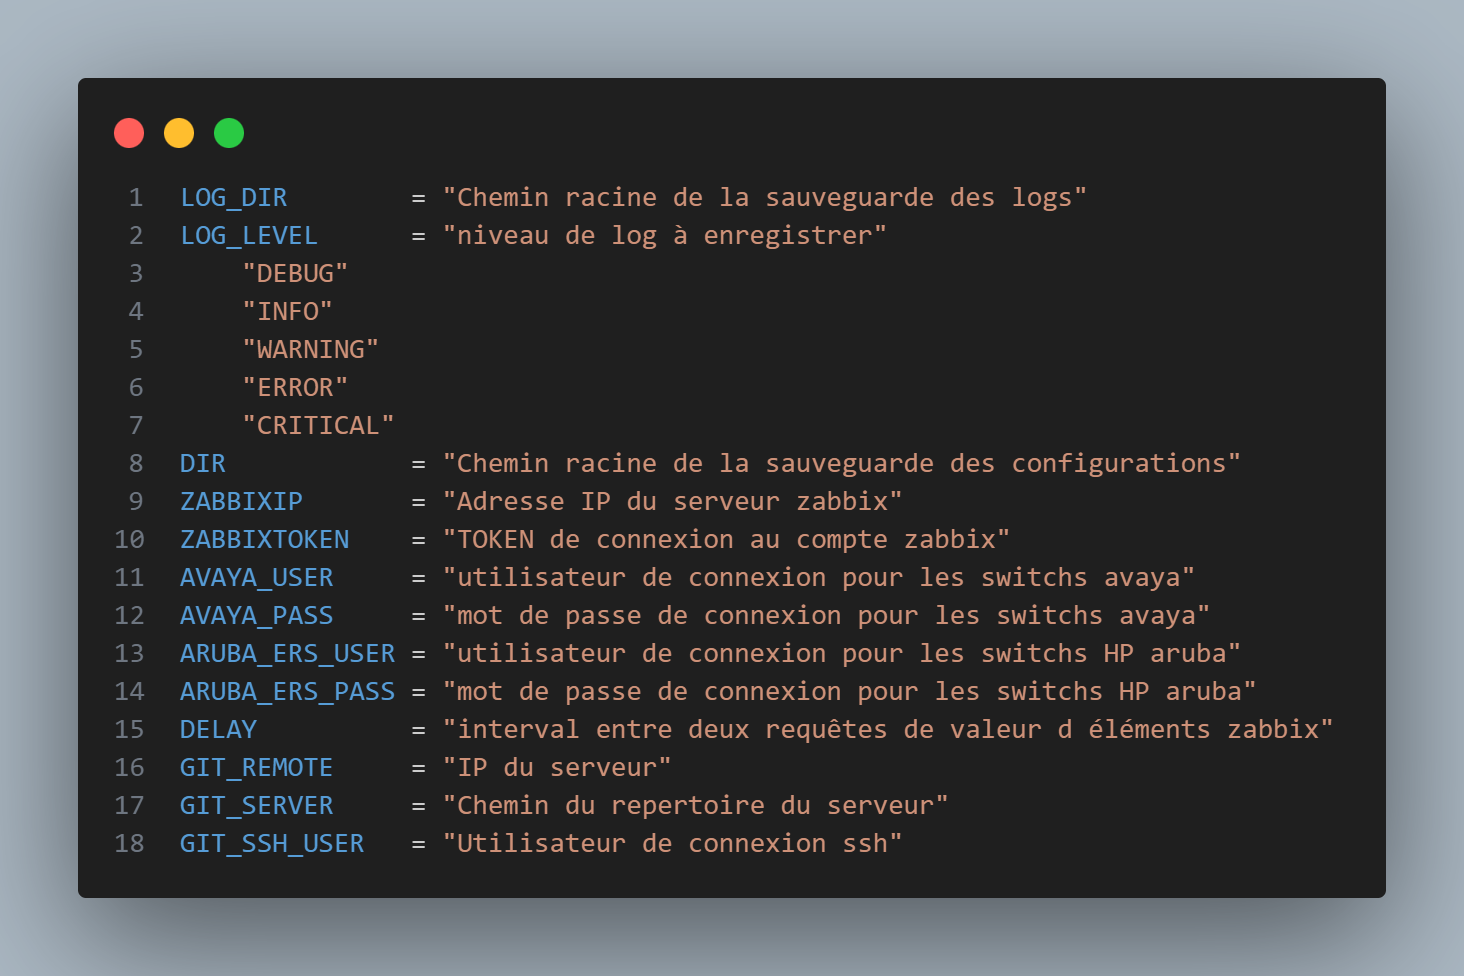 1 LOG_DIR = "Chemin racine de la sauveguarde des logs"
2 LOG_LEVEL = "niveau de log à enregistrer"
3 "DEBUG"
4 "INFO"
5 "WARNING"
6 "ERROR"
7 "CRITICAL"
8 DIR = "Chemin racine de la sauveguarde des configurations"
9 ZABBIXIP = "Adresse IP du serveur zabbix"
10 ZABBIXTOKEN = "TOKEN de connexion au compte zabbix"
11 AVAYA_USER = "utilisateur de connexion pour les switchs avaya"
12 AVAYA_PASS = "mot de passe de connexion pour les switchs avaya"
13 ARUBA_ERS_USER = "utilisateur de connexion pour les switchs HP aruba"
14 ARUBA_ERS_PASS = "mot de passe de connexion pour les switchs HP aruba"
15 DELAY = "interval entre deux requêtes de valeur d éléments zabbix"
16 GIT_REMOTE = "IP du serveur"
17 GIT_SERVER = "Chemin du repertoire du serveur"
18 GIT_SSH_USER = "Utilisateur de connexion ssh"